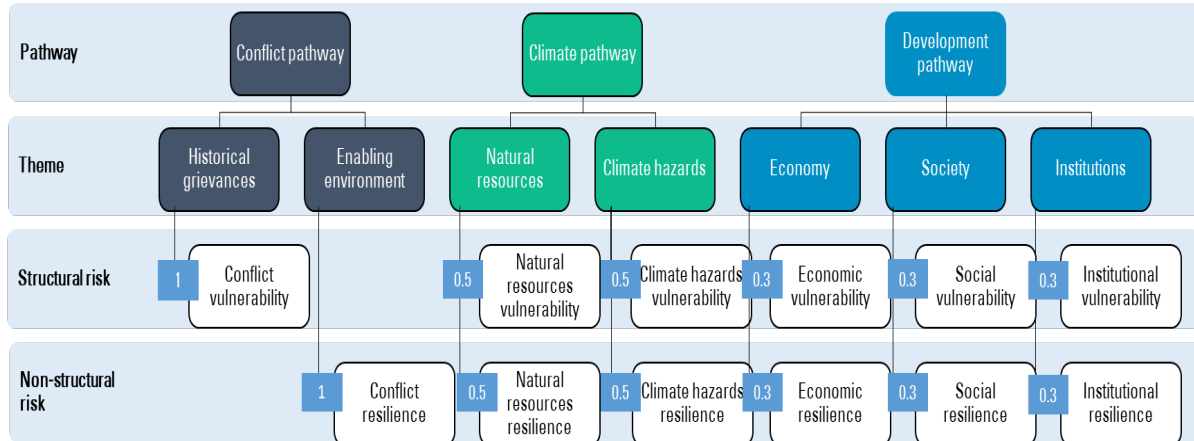 Pathway
Conflict pathway
Climate pathway
Development
pathway
Theme
Historical
grievances
Enabling
environment
Natural
resources
Climate hazards
Economy
Society
Institutions
Structural risk
1
Conflict
vulnerability
0.5
Natural
resources
vulnerability
0.5
Climate hazards
vulnerability
0.3
Economic
vulnerability
0.3
Social
vulnerability
0.3
Institutional
vulnerability
Non-structural
risk
1
Conflict
resilience
0.5
Natural
resources
resilience
0.5
Climate hazards
resilience
0.3
Economic
resilience
0.3
Social
resilience
0.3
Institutional
resilience